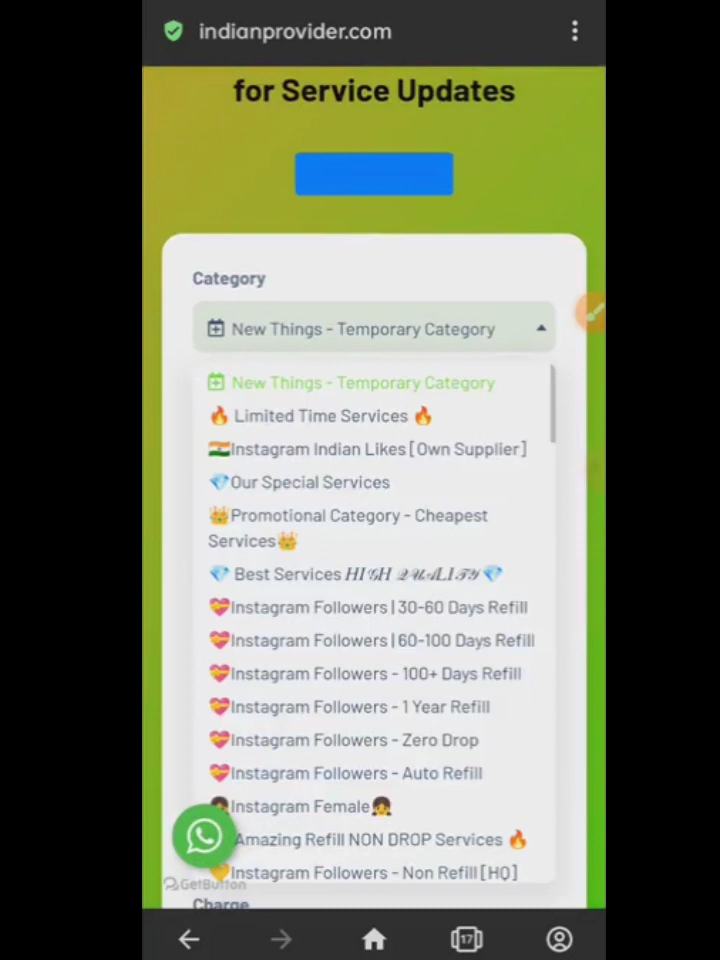 indianprovider.com
for Service Updates
Category
New Things - Temporary Category
New Things - Temporary Category
🔥 Limited Time Services 🔥
🇮🇳Instagram Indian Likes [Own Supplier]
💎Our Special Services
👑Promotional Category - Cheapest
Services👑
💎 Best Services 𝐻𝐼𝒢𝐻 𝒬𝒰𝒜𝐿𝐼𝒯𝒴 💎
💝Instagram Followers | 30-60 Days Refill
💝Instagram Followers | 60-100 Days Refill
💝Instagram Followers - 100+ Days Refill
💝Instagram Followers - 1 Year Refill
💝Instagram Followers - Zero Drop
💝Instagram Followers - Auto Refill
👧Instagram Female👧
Amazing Refill NON DROP Services 🔥
💛Instagram Followers - Non Refill [HQ]
GetButton
Charge
17